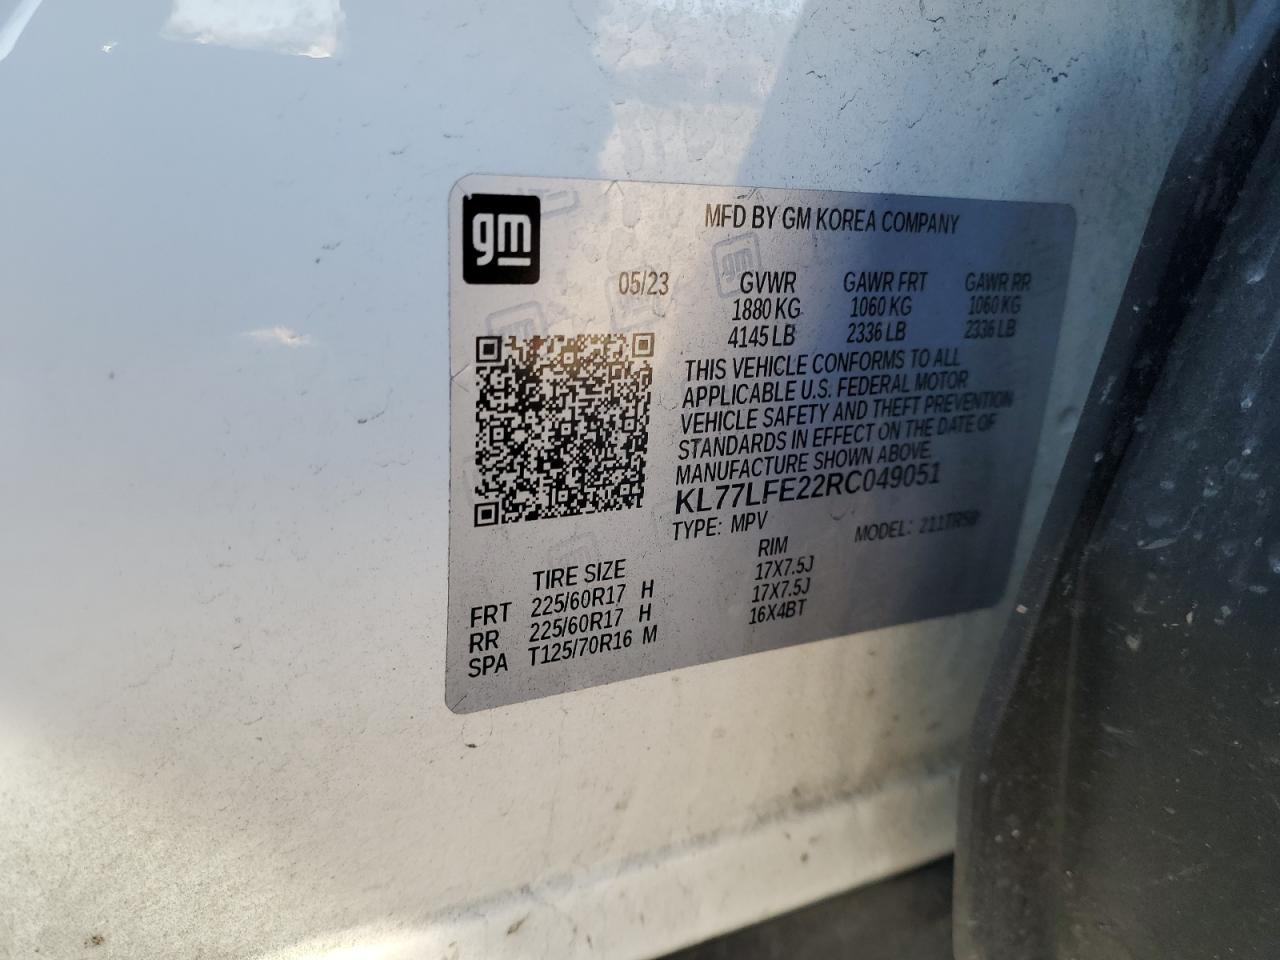 gm
MFD BY GM KOREA COMPANY
05/23 GVWR GAWR FRT GAWR RR
1880 KG 1060 KG 1060 KG
4145 LB 2336 LB 2336 LB
THIS VEHICLE CONFORMS TO ALL
APPLICABLE U.S. FEDERAL MOTOR
VEHICLE SAFETY AND THEFT PREVENTION
STANDARDS IN EFFECT ON THE DATE OF
MANUFACTURE SHOWN ABOVE.
KL77LFE22RC049051
TYPE: MPV MODEL:
TIRE SIZE RIM
FRT 225/60R17 H 17X7.5J
RR 225/60R17 H 17X7.5J
SPA T125/70R16 M 16X4BT